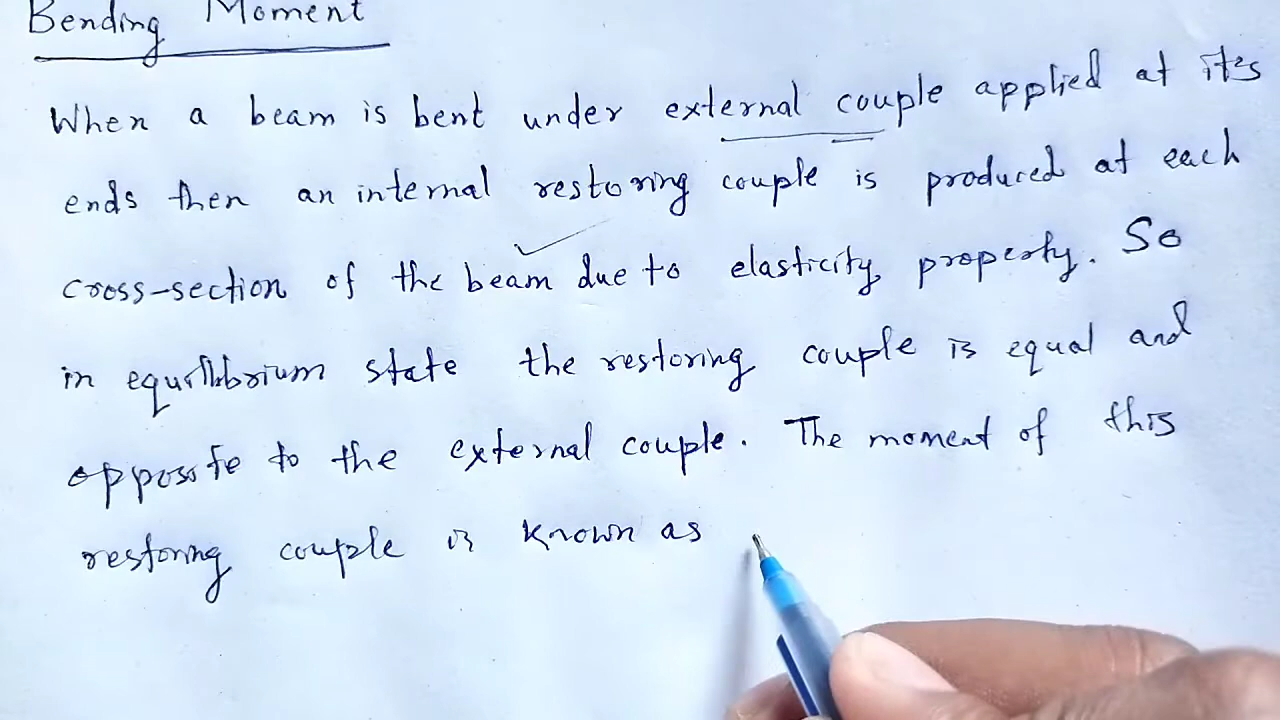 Bending Moment
When a beam is bent under external couple applied at it's
ends then an internal restoring couple is produced at each
cross-section of the beam due to elasticity property. So
in equilibrium state the restoring couple is equal and
opposite to the external couple. The moment of this
restoring couple is known as